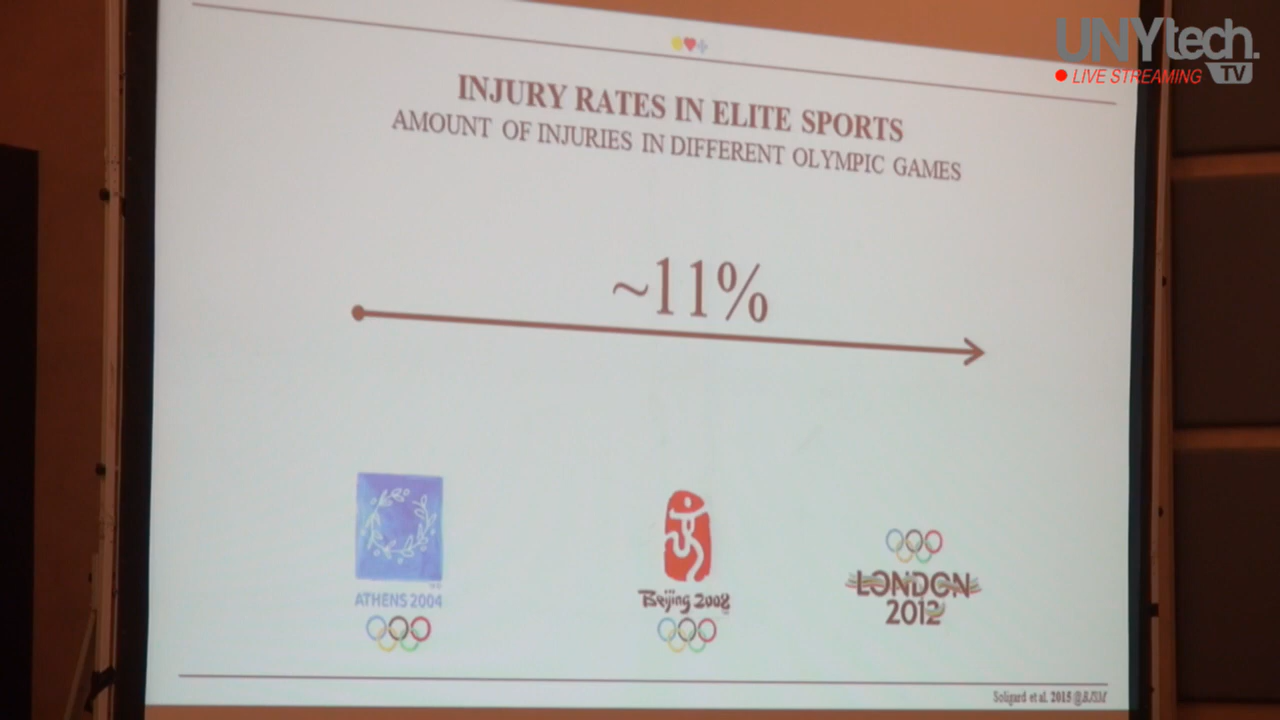 UNYtech.
LIVE STREAMING TV
INJURY RATES IN ELITE SPORTS
AMOUNT OF INJURIES IN DIFFERENT OLYMPIC GAMES
~11%
ATHENS 2004
Beijing 2008
LONDON
2012
Soligard et al. 2015 @BJSM